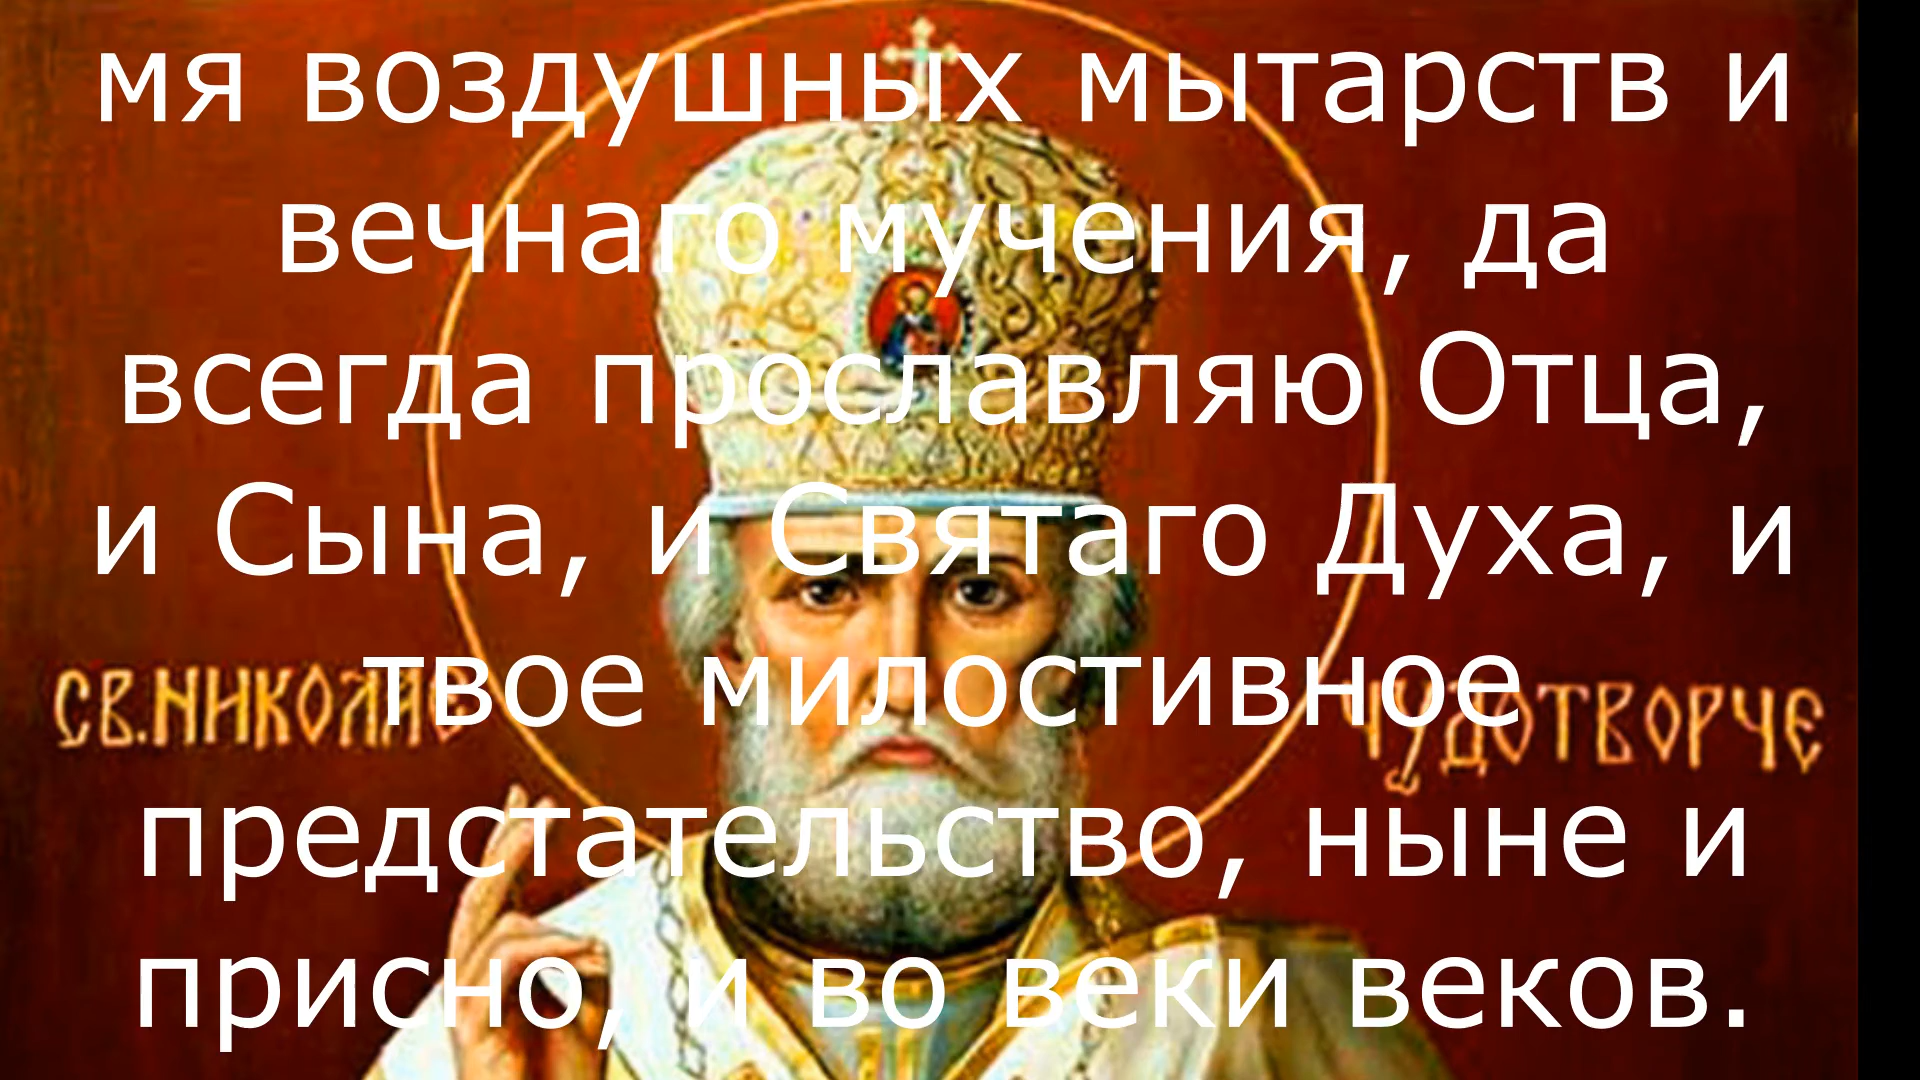 мя воздушных мытарств и
вечнаго мучения, да
всегда прославляю Отца,
и Сына, и Святаго Духа, и
твое милостивное
СВ.НИКОЛАЕ
ЧУДОТВОРЧЕ
предстательство, ныне и
присно, и во веки веков.